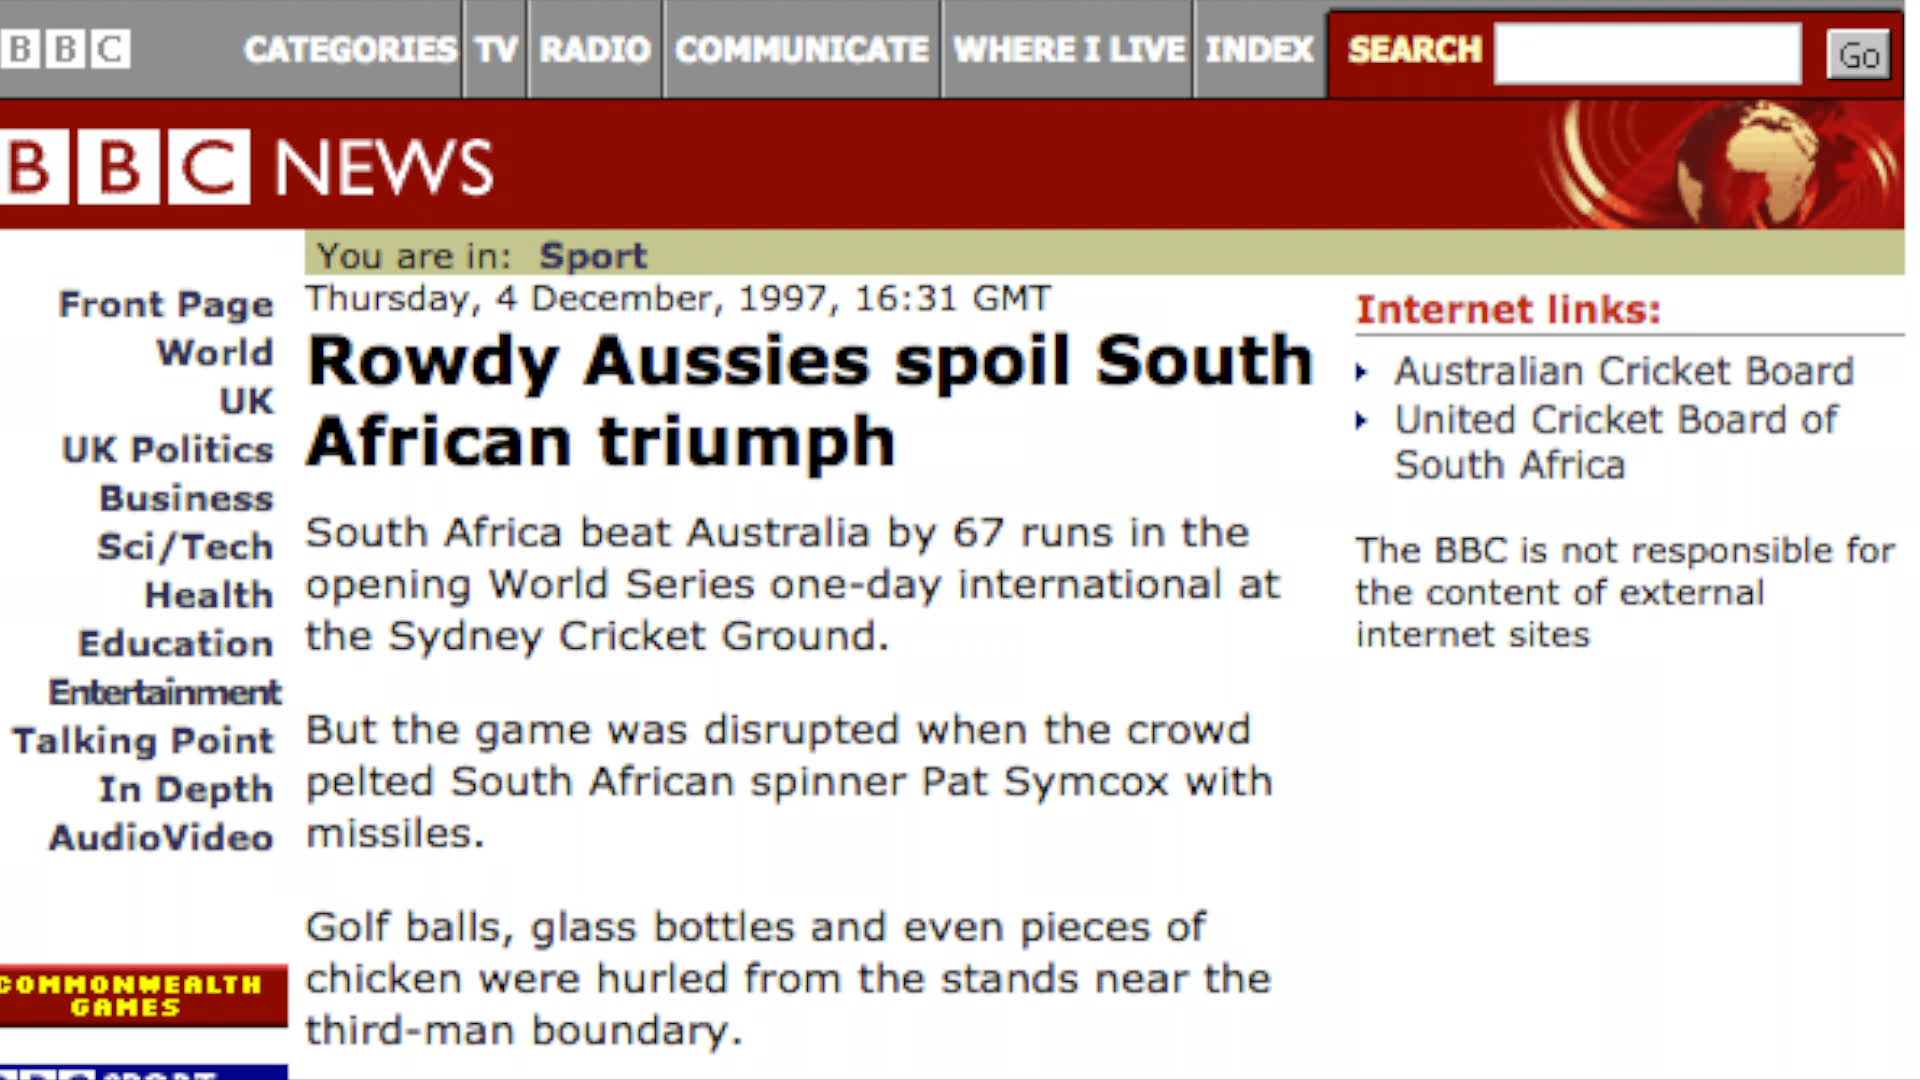 BBC CATEGORIES TV RADIO COMMUNICATE WHERE I LIVE INDEX SEARCH Go
BBC NEWS
You are in: Sport
Front Page
World
UK
UK Politics
Business
Sci/Tech
Health
Education
Entertainment
Talking Point
In Depth
AudioVideo
COMMONWEALTH
GAMES
BBC SPORT
Thursday, 4 December, 1997, 16:31 GMT
Rowdy Aussies spoil South
African triumph
South Africa beat Australia by 67 runs in the
opening World Series one-day international at
the Sydney Cricket Ground.
But the game was disrupted when the crowd
pelted South African spinner Pat Symcox with
missiles.
Golf balls, glass bottles and even pieces of
chicken were hurled from the stands near the
third-man boundary.
Internet links:
Australian Cricket Board
United Cricket Board of
South Africa
The BBC is not responsible for
the content of external
internet sites